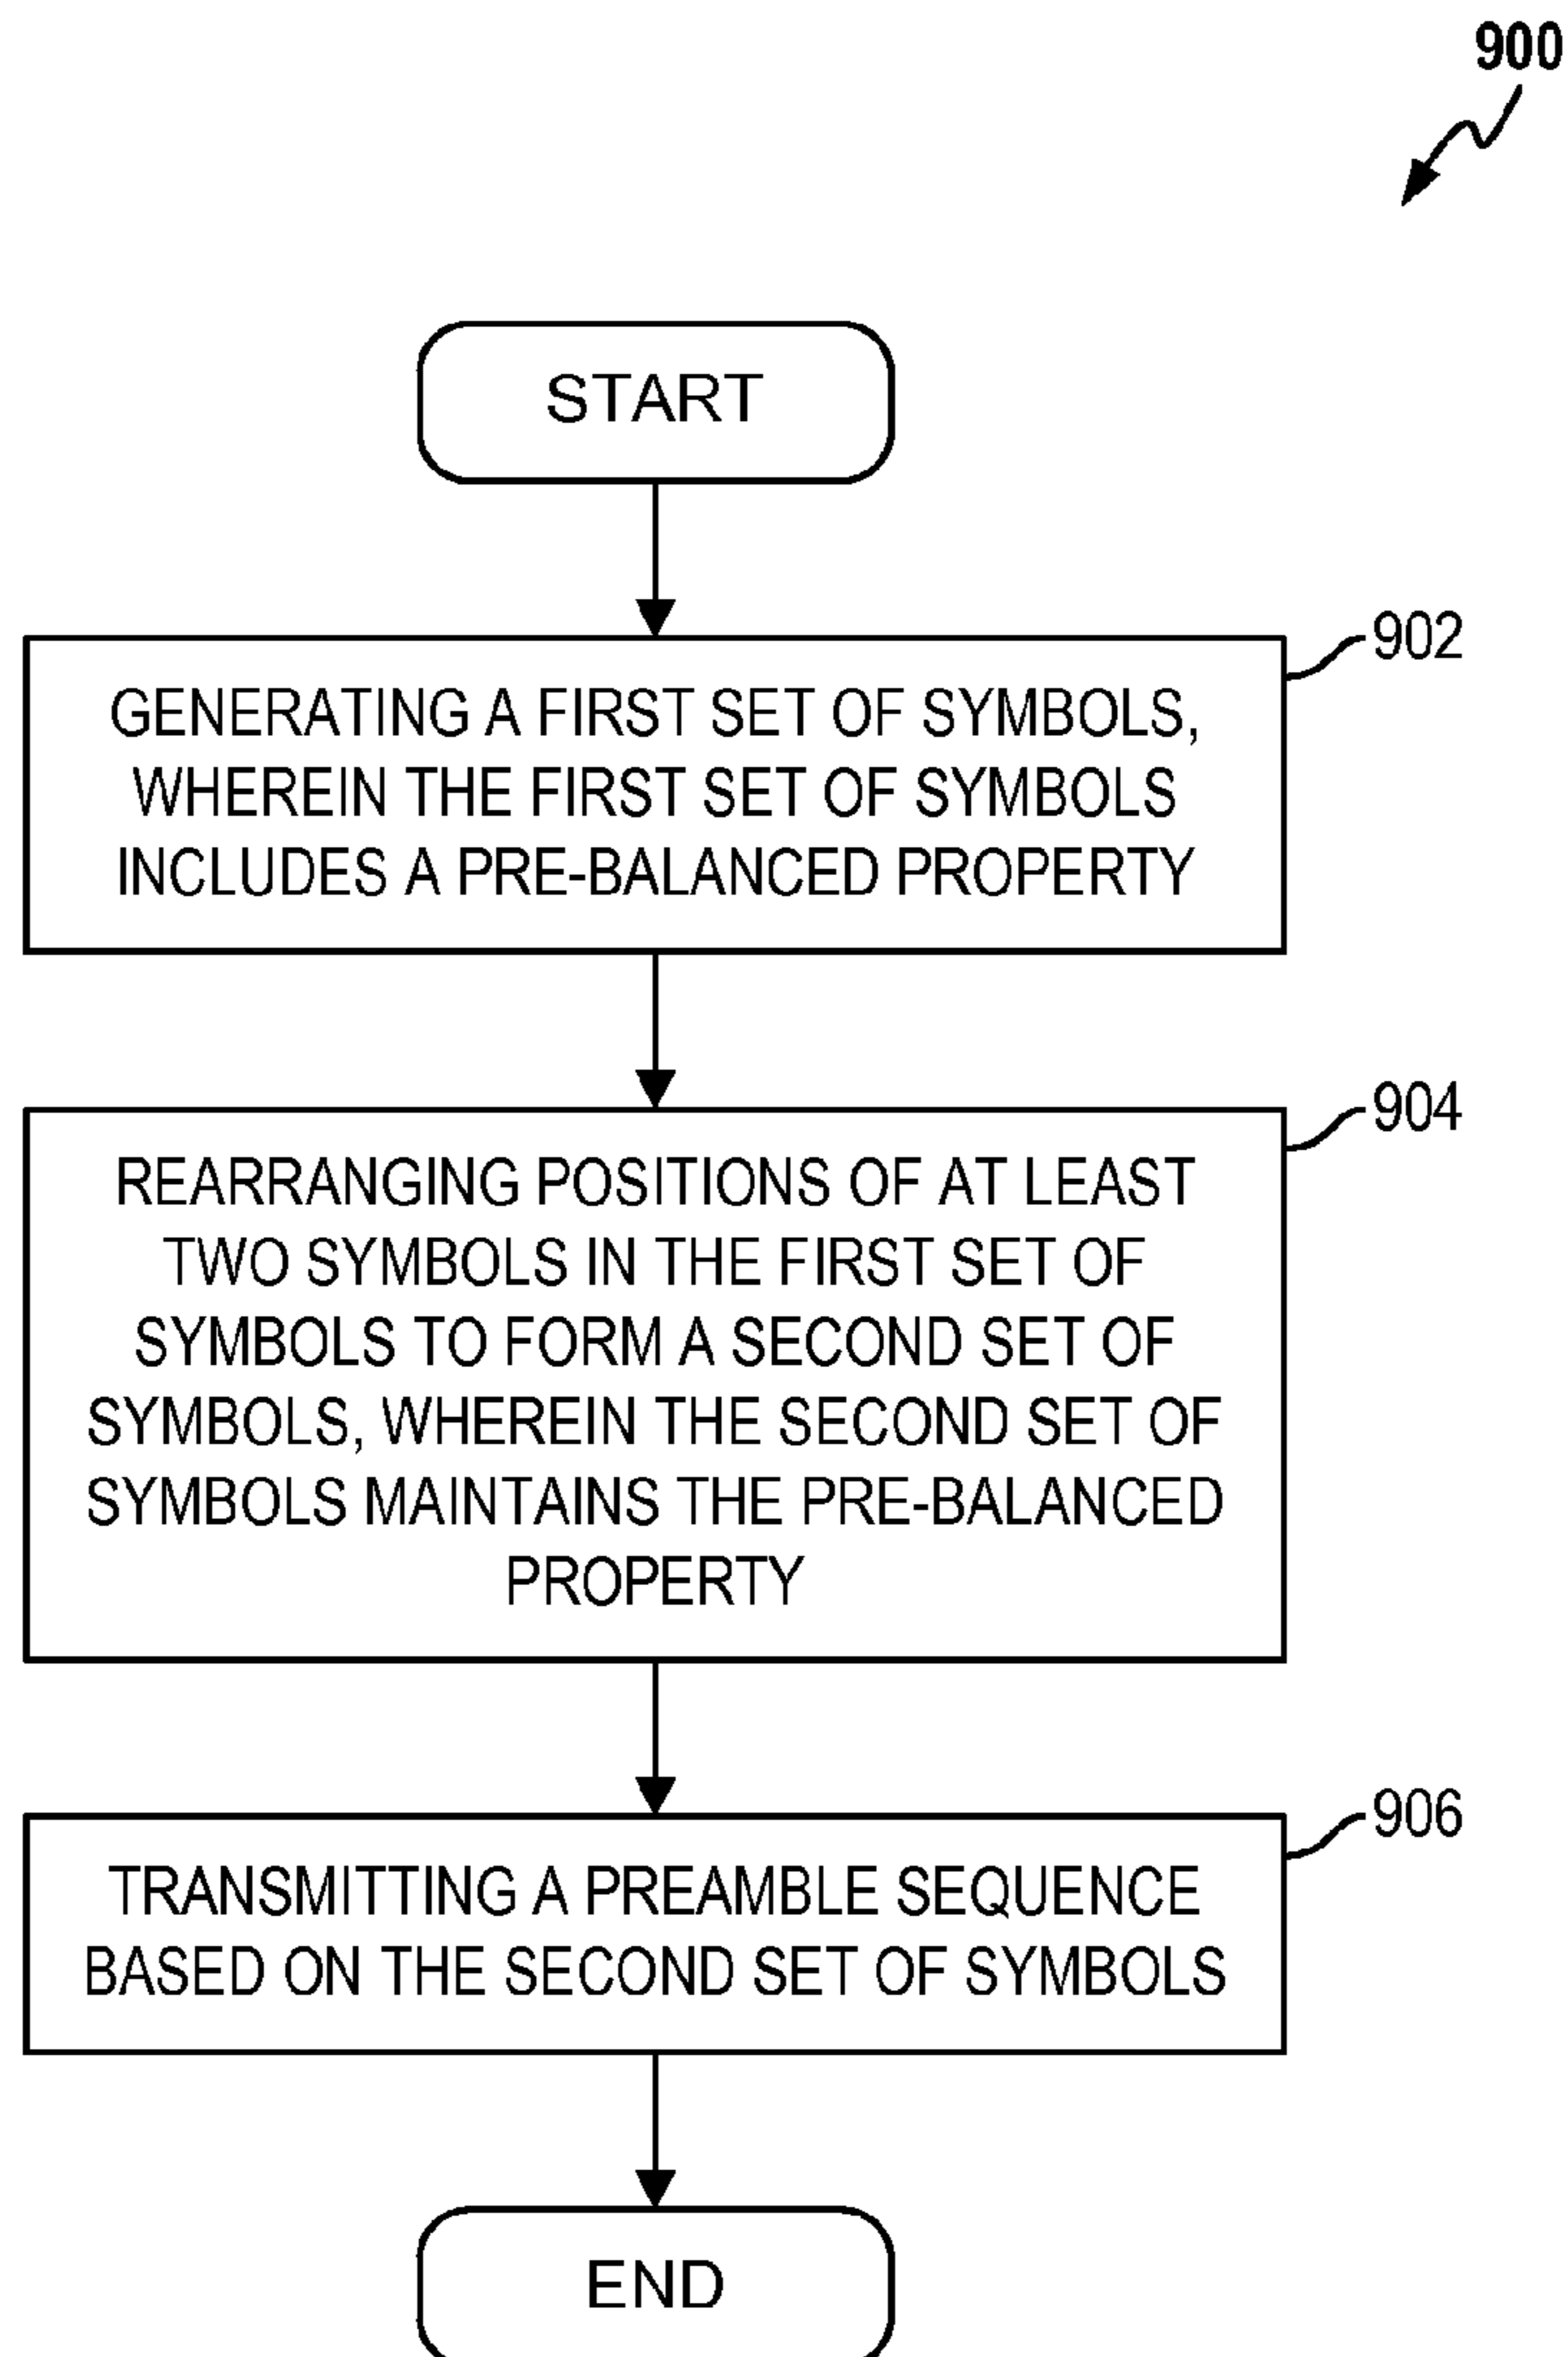 900
START
902
GENERATING A FIRST SET OF SYMBOLS,
WHEREIN THE FIRST SET OF SYMBOLS
INCLUDES A PRE-BALANCED PROPERTY
904
REARRANGING POSITIONS OF AT LEAST
TWO SYMBOLS IN THE FIRST SET OF
SYMBOLS TO FORM A SECOND SET OF
SYMBOLS, WHEREIN THE SECOND SET OF
SYMBOLS MAINTAINS THE PRE-BALANCED
PROPERTY
906
TRANSMITTING A PREAMBLE SEQUENCE
BASED ON THE SECOND SET OF SYMBOLS
END